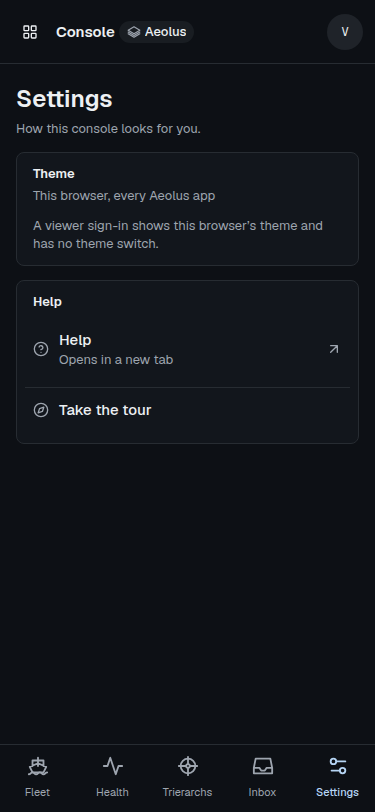 Console
Aeolus
V
Settings
How this console looks for you.
Theme
This browser, every Aeolus app
A viewer sign-in shows this browser's theme and
has no theme switch.
Help
Help
Opens in a new tab
Take the tour
Fleet
Health
Trierarchs
Inbox
Settings